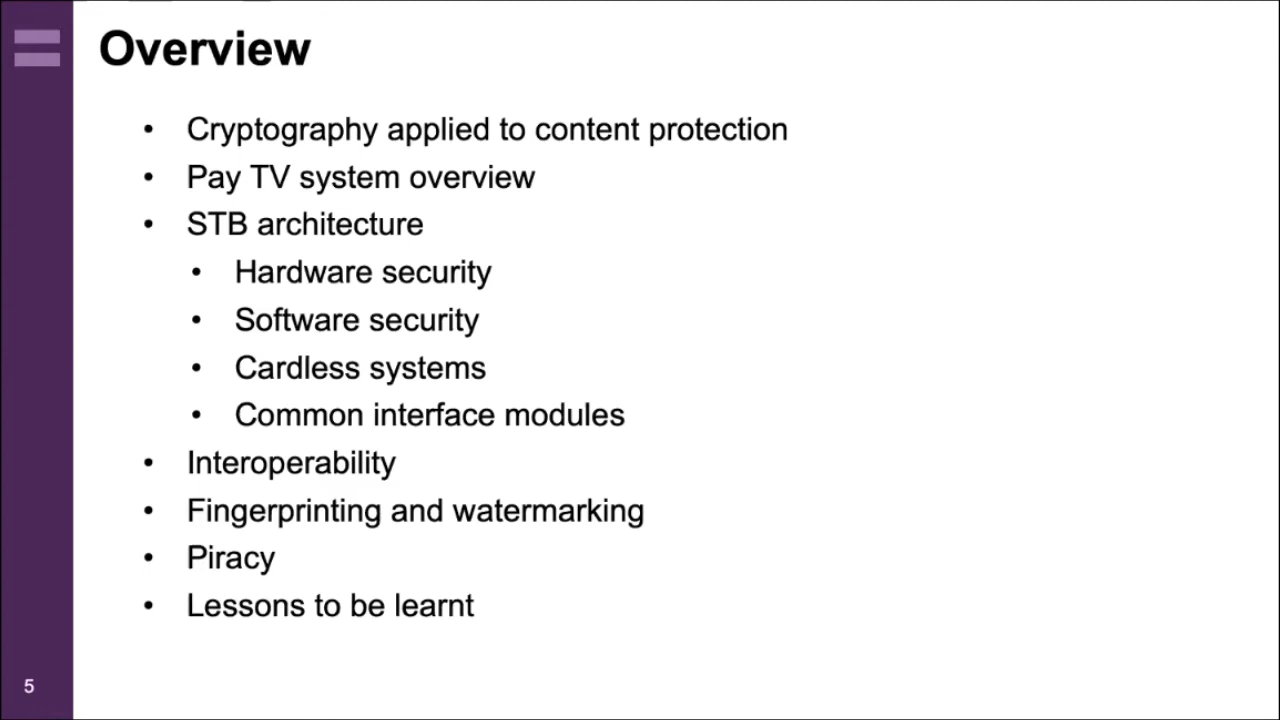 Overview
• Cryptography applied to content protection
• Pay TV system overview
• STB architecture
• Hardware security
• Software security
• Cardless systems
• Common interface modules
• Interoperability
• Fingerprinting and watermarking
• Piracy
• Lessons to be learnt
5